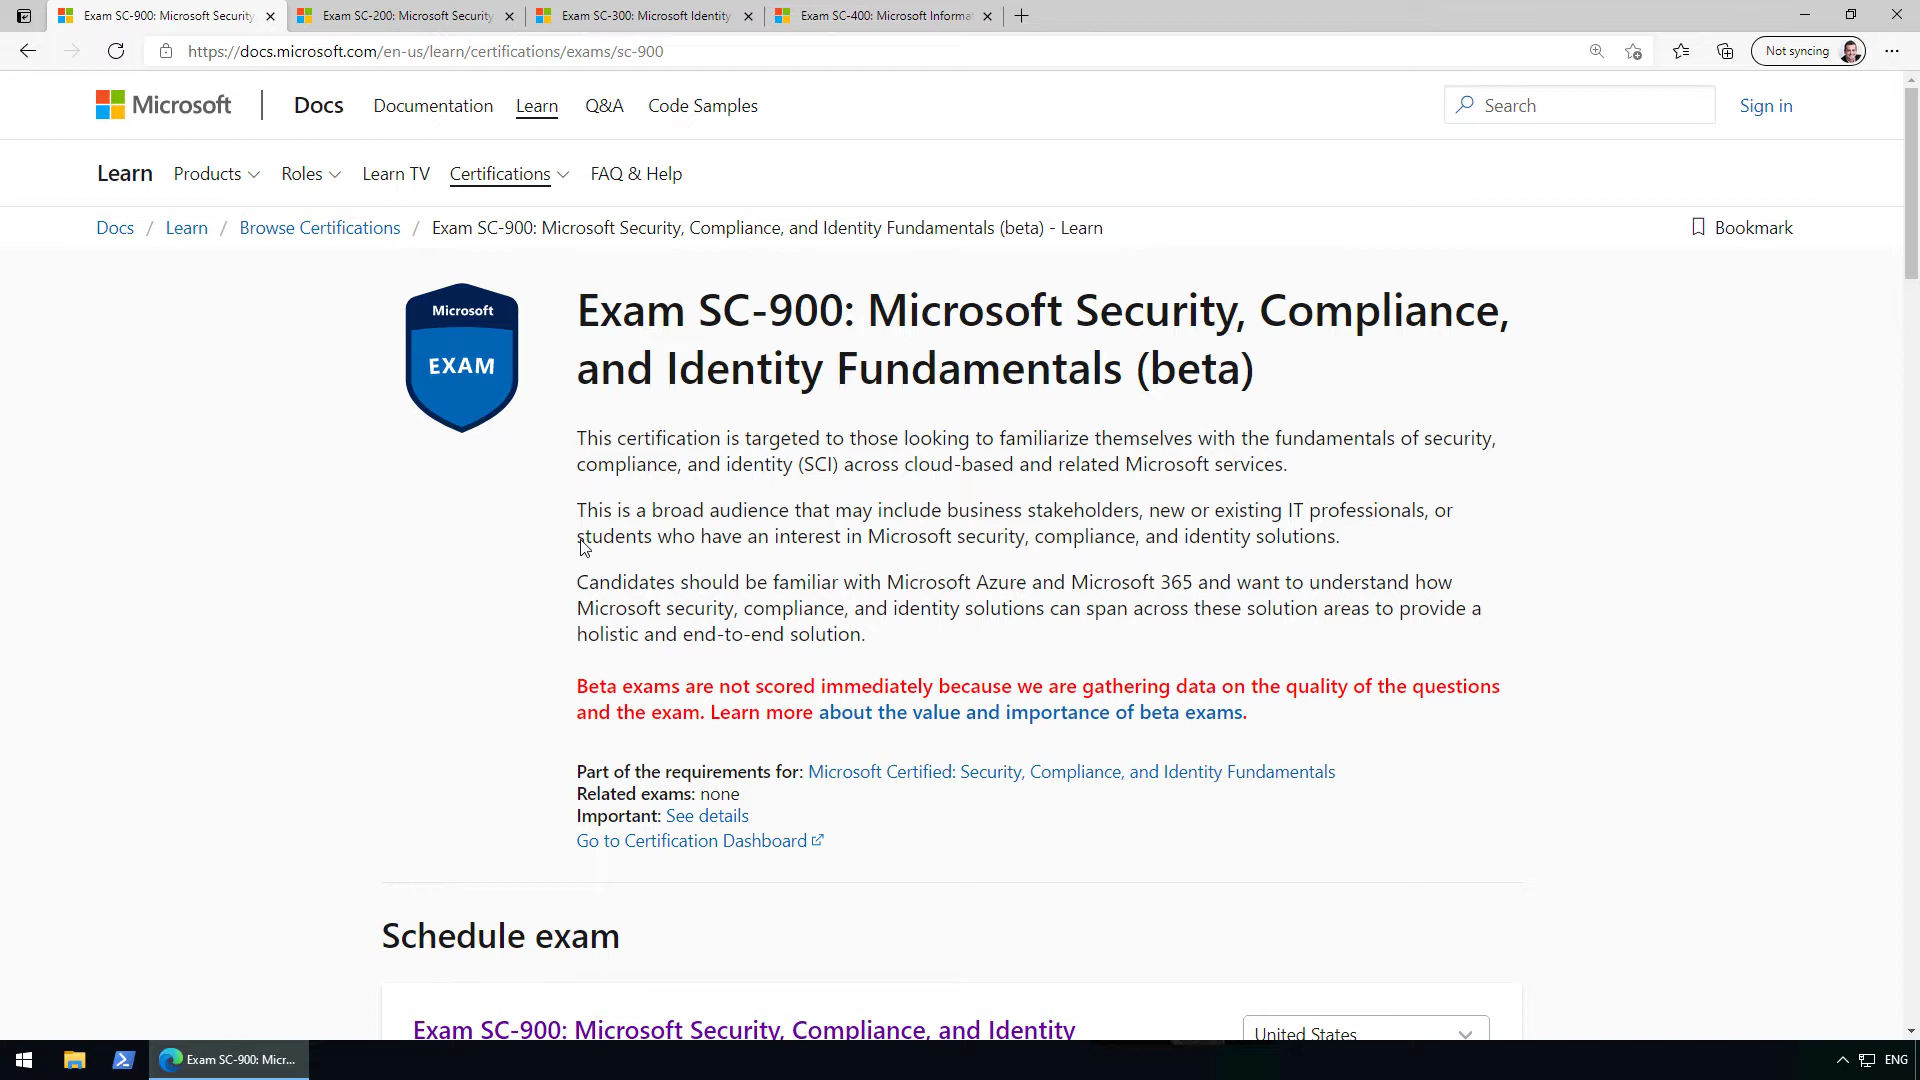 Exam SC-900: Microsoft Security
Exam SC-200: Microsoft Security
Exam SC-300: Microsoft Identity
Exam SC-400: Microsoft Informa
https://docs.microsoft.com/en-us/learn/certifications/exams/sc-900
Not syncing
Microsoft
Docs
Documentation
Learn
Q&A
Code Samples
Search
Sign in
Learn
Products
Roles
Learn TV
Certifications
FAQ & Help
Docs / Learn / Browse Certifications / Exam SC-900: Microsoft Security, Compliance, and Identity Fundamentals (beta) - Learn
Bookmark
Microsoft
EXAM
Exam SC-900: Microsoft Security, Compliance,
and Identity Fundamentals (beta)
This certification is targeted to those looking to familiarize themselves with the fundamentals of security,
compliance, and identity (SCI) across cloud-based and related Microsoft services.
This is a broad audience that may include business stakeholders, new or existing IT professionals, or
students who have an interest in Microsoft security, compliance, and identity solutions.
Candidates should be familiar with Microsoft Azure and Microsoft 365 and want to understand how
Microsoft security, compliance, and identity solutions can span across these solution areas to provide a
holistic and end-to-end solution.
Beta exams are not scored immediately because we are gathering data on the quality of the questions
and the exam. Learn more about the value and importance of beta exams.
Part of the requirements for: Microsoft Certified: Security, Compliance, and Identity Fundamentals
Related exams: none
Important: See details
Go to Certification Dashboard
Schedule exam
Exam SC-900: Microsoft Security, Compliance, and Identity
United States
Exam SC-900: Micr...
ENG